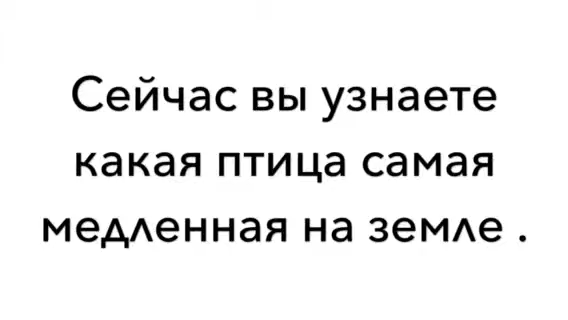 Сейчас вы узнаете
какая птица самая
медленная на земле .